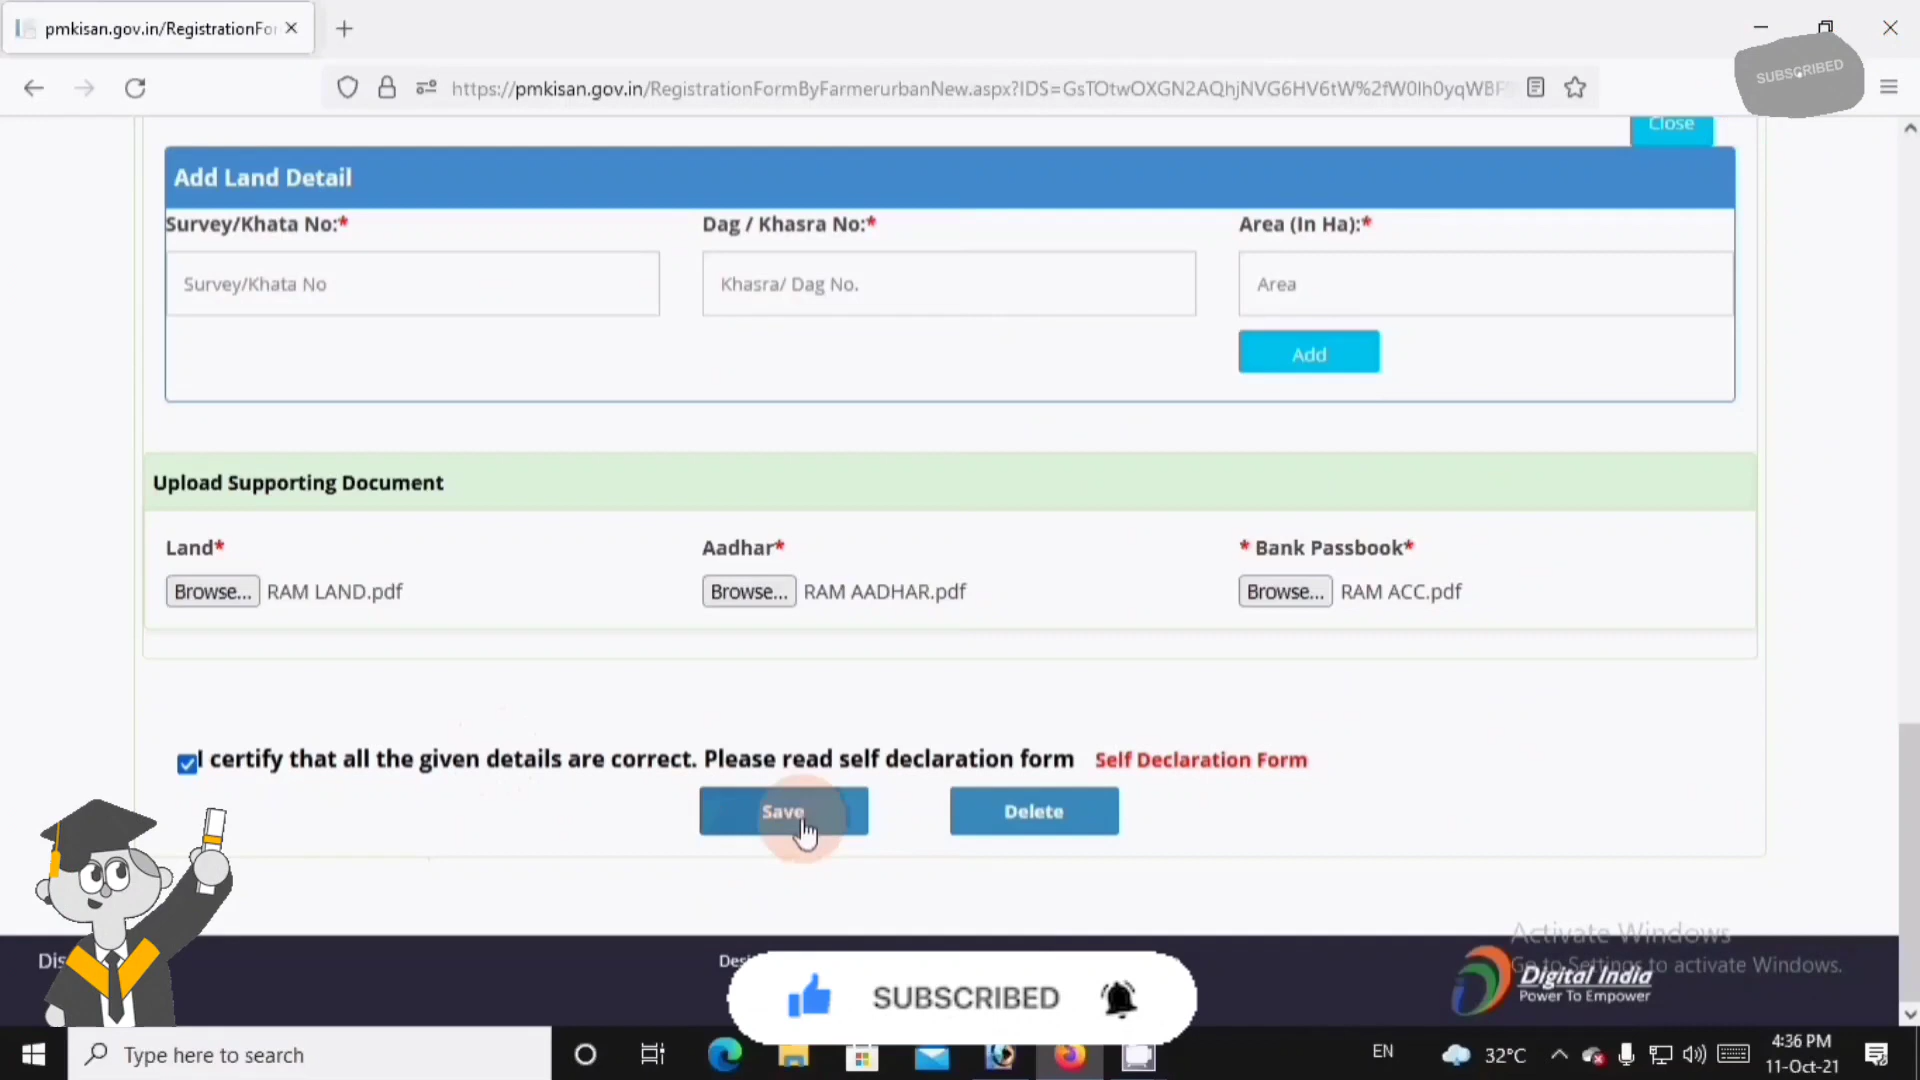 pmkisan.gov.in/RegistrationFor
SUBSCRIBED
https://pmkisan.gov.in/RegistrationFormByFarmerurbanNew.aspx?IDS=GsTOtwOXGN2AQhjNVG6HV6tW%2fW0lh0yqWBF
Close
Add Land Detail
Survey/Khata No:* Dag / Khasra No:* Area (In Ha):*
Survey/Khata No Khasra/ Dag No. Area
Add
Upload Supporting Document
Land* Aadhar* * Bank Passbook*
Browse... RAM LAND.pdf Browse... RAM AADHAR.pdf Browse... RAM ACC.pdf
I certify that all the given details are correct. Please read self declaration form Self Declaration Form
Save Delete
Activate Windows
Go to Settings to activate Windows.
Digital India
Power To Empower
SUBSCRIBED
Type here to search
EN
32°C
4:36 PM
11-Oct-21